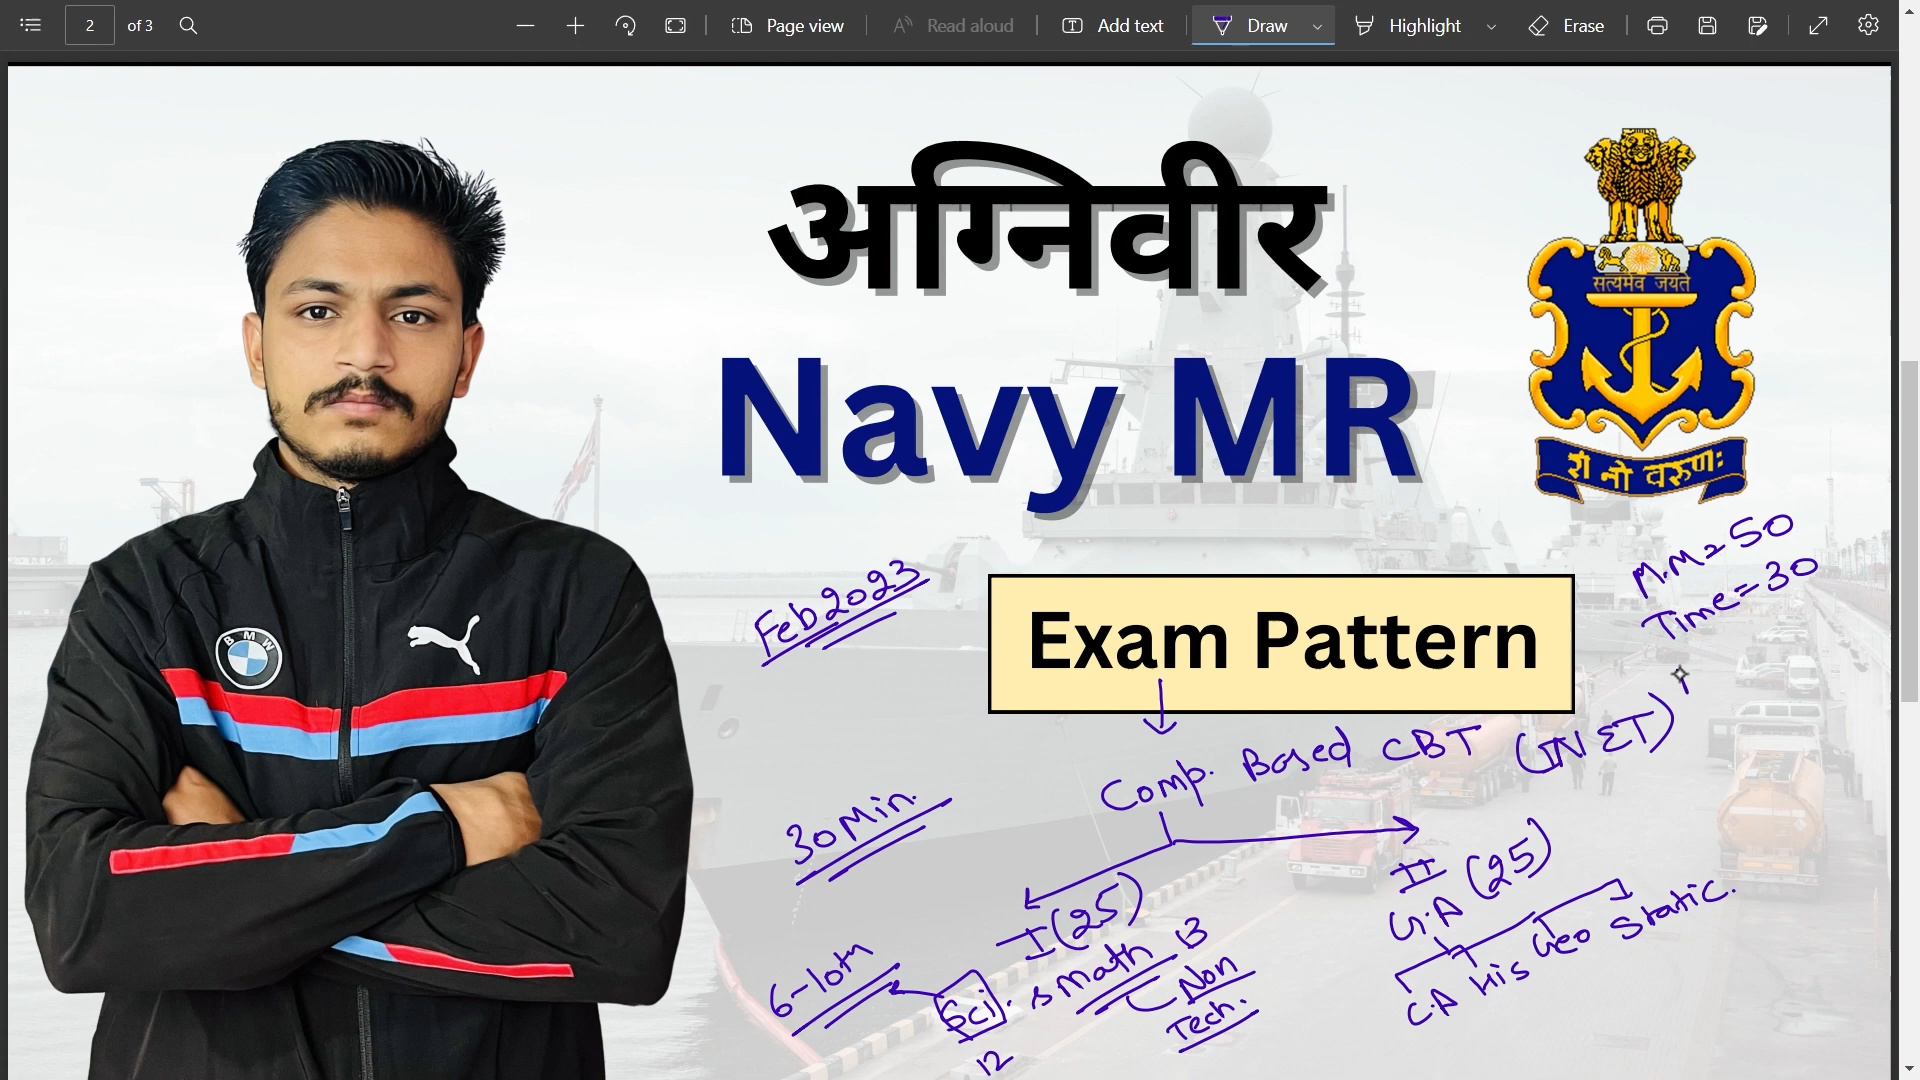 2 of 3 Page view Read aloud Add text Draw Highlight Erase
अग्निवीर
सत्यमेव जयते
Navy MR
शं नो वरुणः
M.M = 50
Time = 30
Feb 2023
Exam Pattern
BMW
Comp. Based CBT (INET)
30 Min.
I (25)
II (25)
G.A
6-10th
Sci. & Math 13
Non
Tech.
C.A His Geo Static.
12